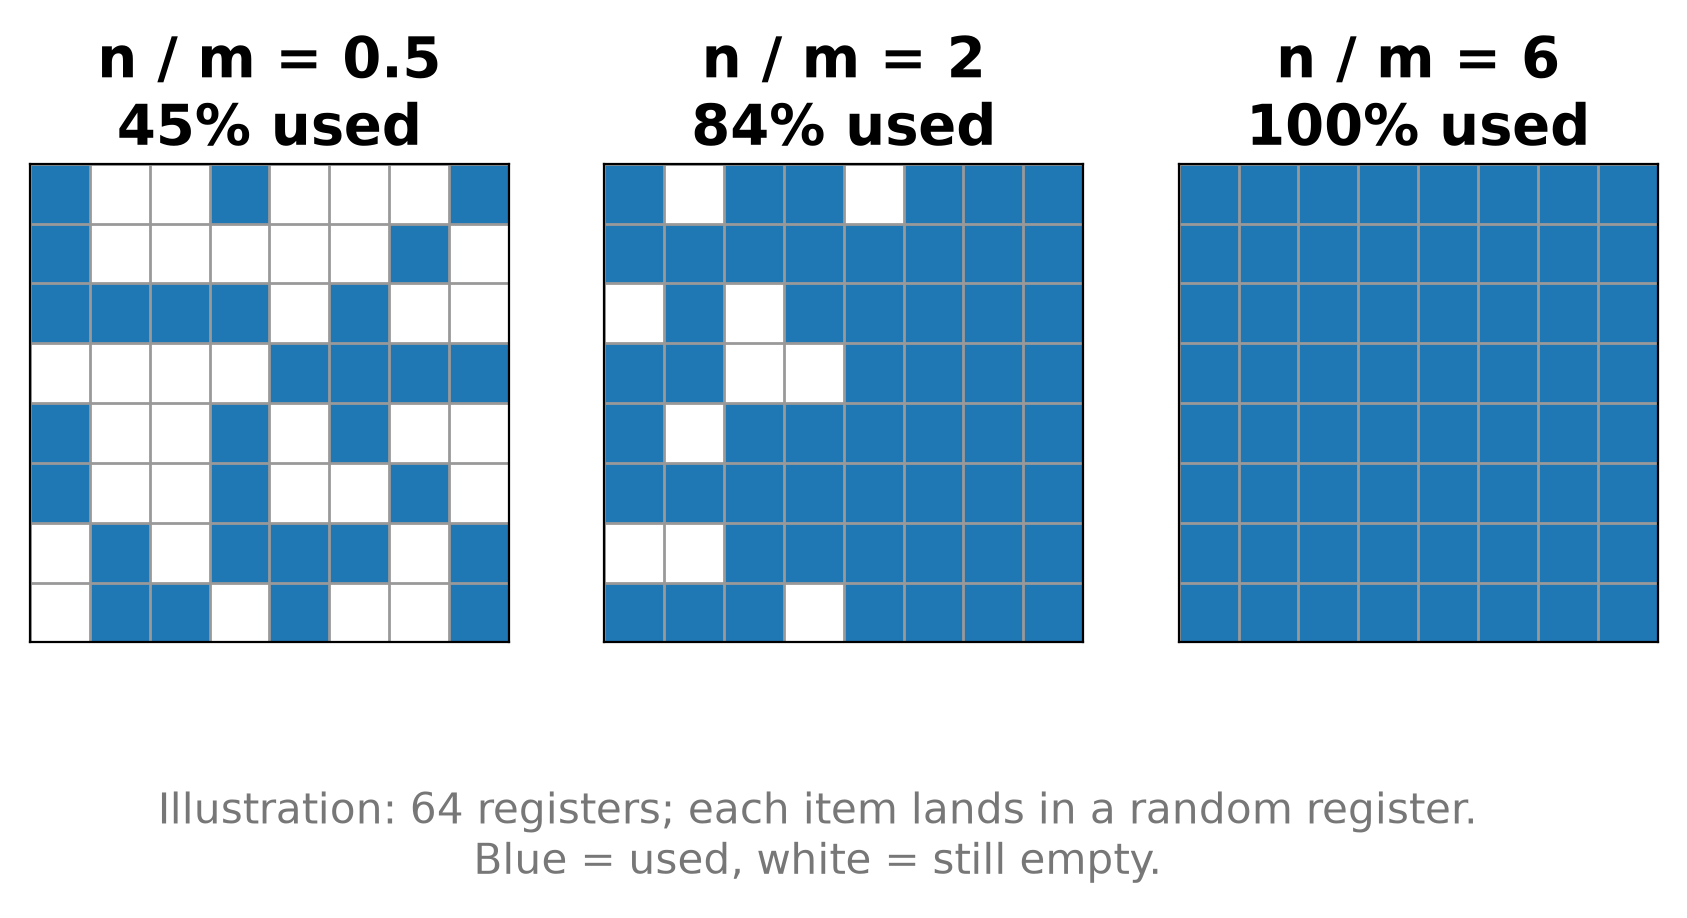 n / m = 0.5
45% used
n / m = 2
84% used
n / m = 6
100% used
Illustration: 64 registers; each item lands in a random register.
Blue = used, white = still empty.